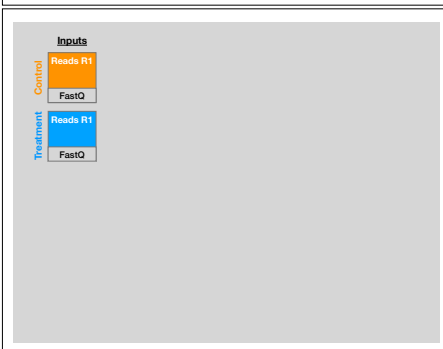 Inputs
Control
Reads R1
FastQ
Treatment
Reads R1
FastQ